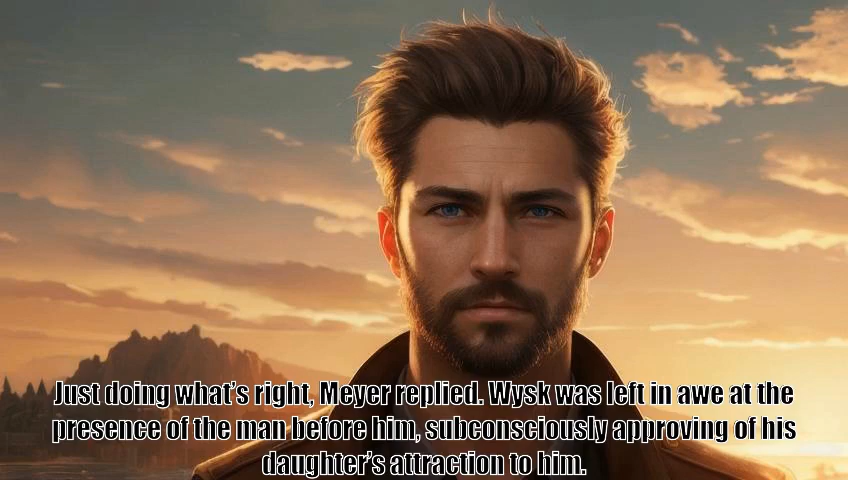 Just doing what's right, Meyer replied. Wysk was left in awe at the
presence of the man before him, subconsciously approving of his
daughter's attraction to him.